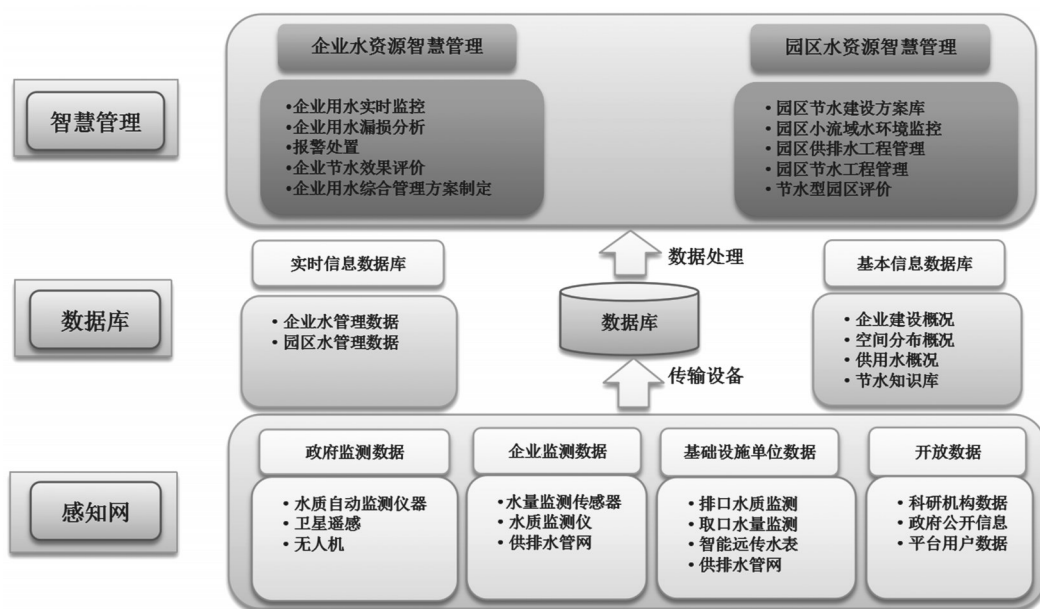 智慧管理
企业水资源智慧管理
•企业用水实时监控
•企业用水漏损分析
•报警处置
•企业节水效果评价
•企业用水综合管理方案制定
园区水资源智慧管理
• 园区节水建设方案库
• 园区小流域水环境监控
• 园区供排水工程管理
• 园区节水工程管理
• 节水型园区评价
数据处理
数据库
实时信息数据库
• 企业水管理数据
• 园区水管理数据
数据库
基本信息数据库
• 企业建设概况
• 空间分布概况
• 供用水概况
• 节水知识库
传输设备
感知网
政府监测数据
• 水质自动监测仪器
• 卫星遥感
• 无人机
企业监测数据
• 水量监测传感器
• 水质监测仪
• 供排水管网
基础设施单位数据
• 排口水质监测
• 取口水量监测
• 智能远传水表
• 供排水管网
开放数据
• 科研机构数据
• 政府公开信息
• 平台用户数据